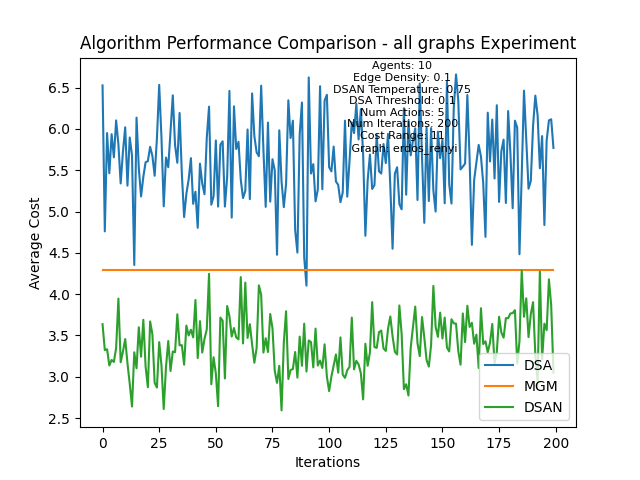 Algorithm Performance Comparison - all graphs Experiment
Agents: 10
Edge Density: 0.1
DSAN Temperature: 0.75
DSA Threshold: 0.1
Num Actions: 5
Num Iterations: 200
Cost Range: 11
Graph: erdos_renyi
Average Cost
6.5
6.0
5.5
5.0
4.5
4.0
3.5
3.0
2.5
DSA
MGM
DSAN
0 25 50 75 100 125 150 175 200
Iterations